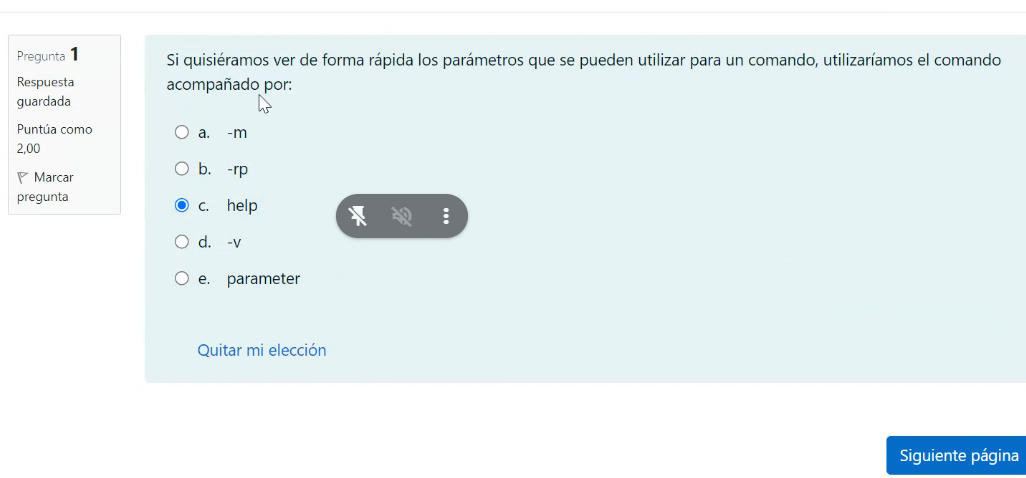 Pregunta 1
Respuesta
guardada
Puntúa como
2,00
Marcar
pregunta
Si quisiéramos ver de forma rápida los parámetros que se pueden utilizar para un comando, utilizaríamos el comando
acompañado por:
a. -m
b. -rp
c. help
d. -v
e. parameter
Quitar mi elección
Siguiente página